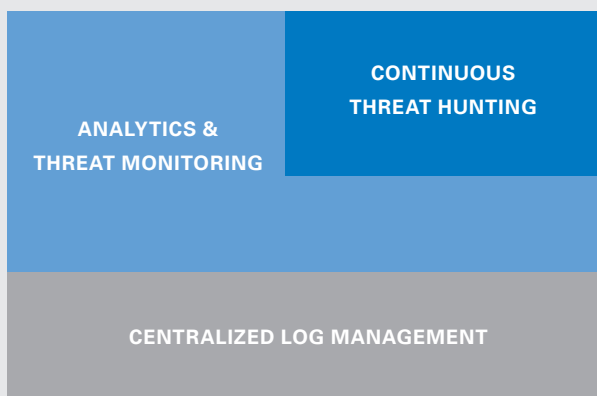 CONTINUOUS
THREAT HUNTING
ANALYTICS &
THREAT MONITORING
CENTRALIZED LOG MANAGEMENT